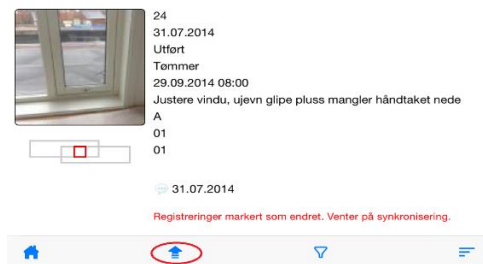 24
31.07.2014
Utført
Tømmer
29.09.2014 08:00
Justere vindu, ujevn glipe pluss mangler håndtaket nede
A
01
01
31.07.2014
Registreringer markert som endret. Venter på synkronisering.